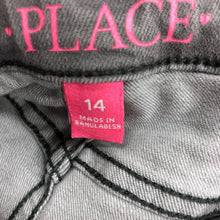 • PLACE •
14
MADE IN
BANGLADESH